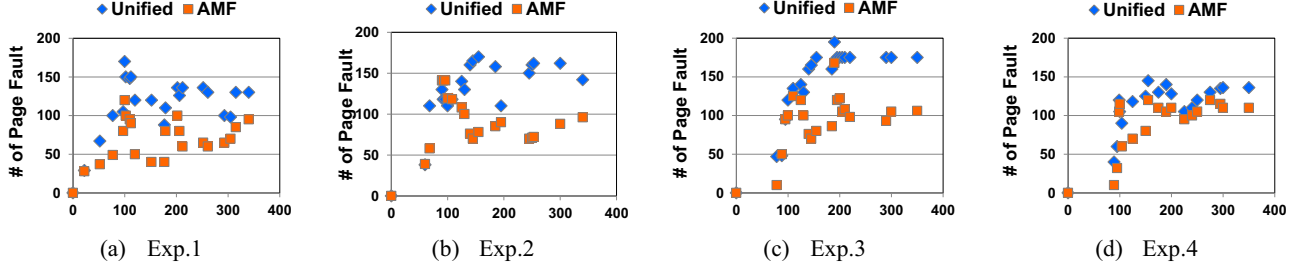 Unified AMF
# of Page Fault
200
150
100
50
0
0 100 200 300 400
(a) Exp.1
Unified AMF
# of Page Fault
200
150
100
50
0
0 100 200 300 400
(b) Exp.2
Unified AMF
# of Page Fault
200
150
100
50
0
0 100 200 300 400
(c) Exp.3
Unified AMF
# of Page Fault
200
150
100
50
0
0 100 200 300 400
(d) Exp.4